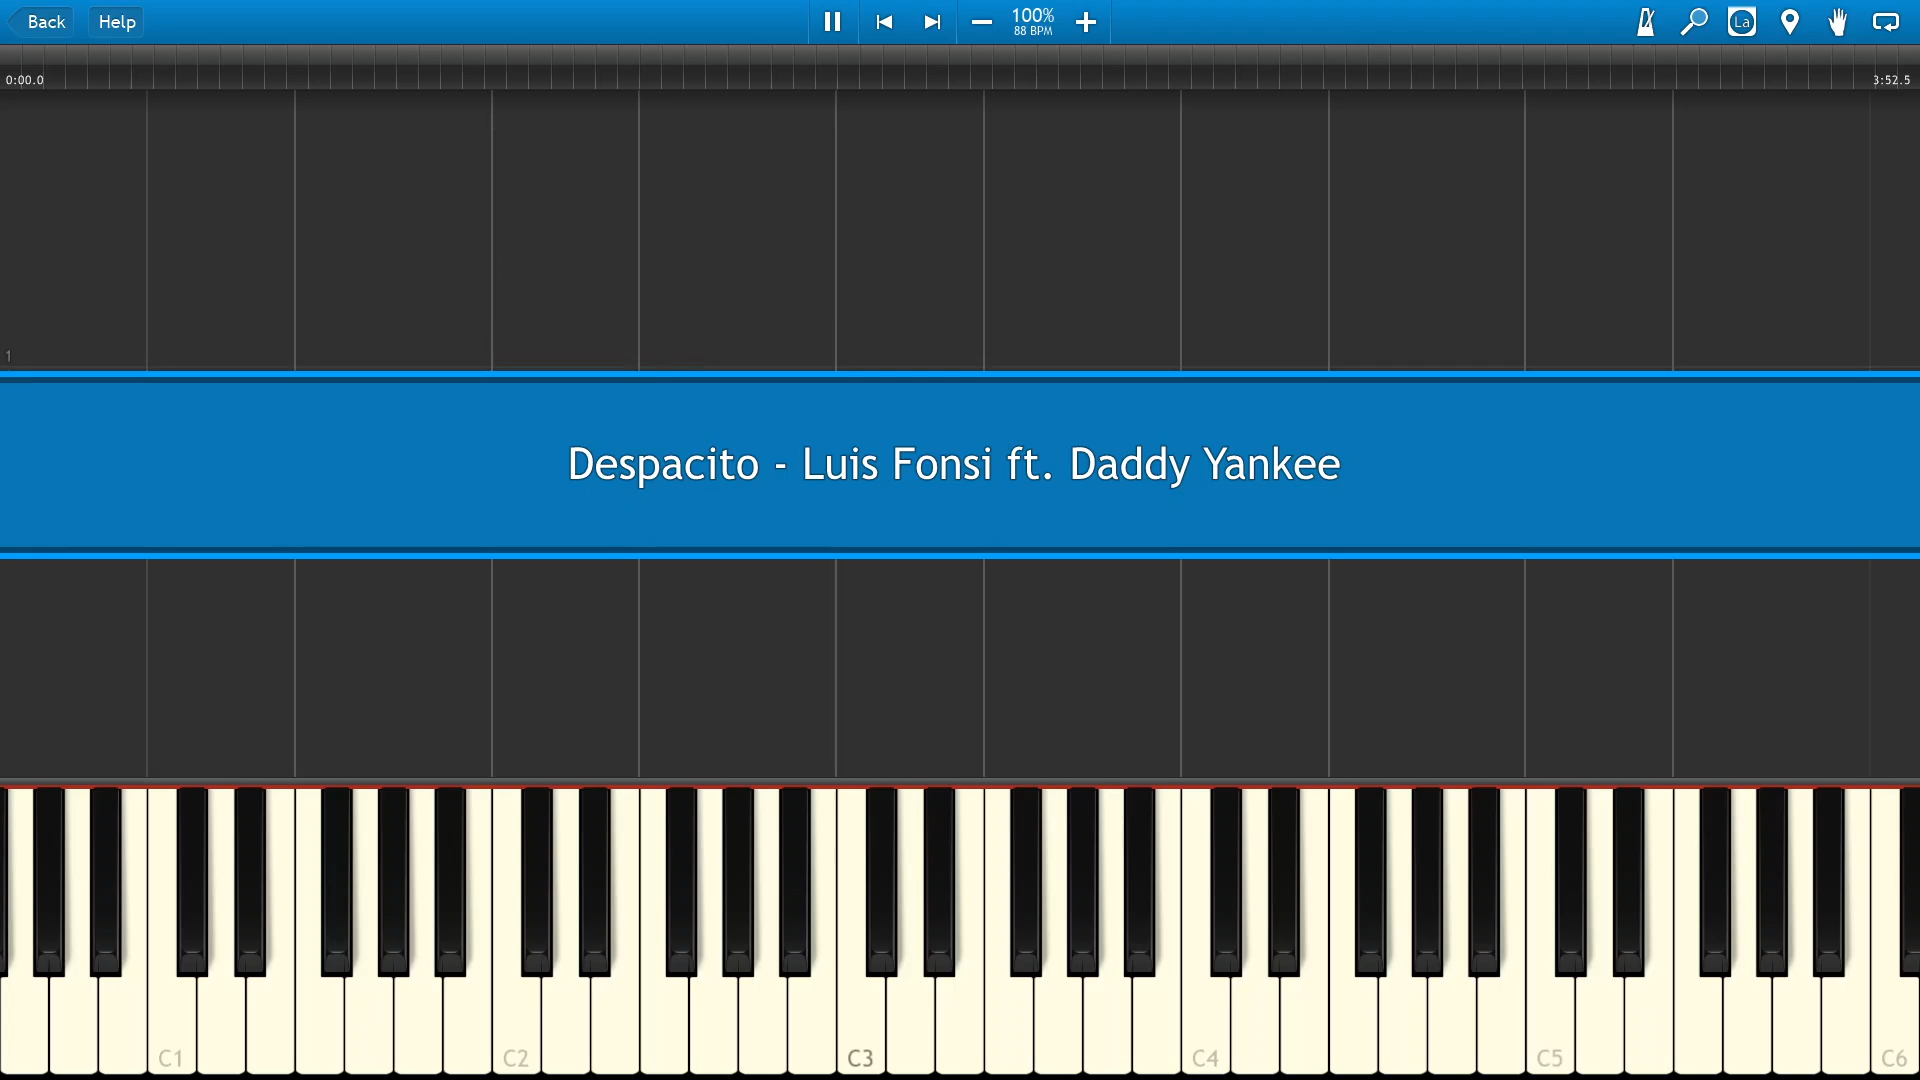 Back Help 100% La
88 BPM
0:00.0 3:52.5
1
Despacito - Luis Fonsi ft. Daddy Yankee
C1 C2 C3 C4 C5 C6